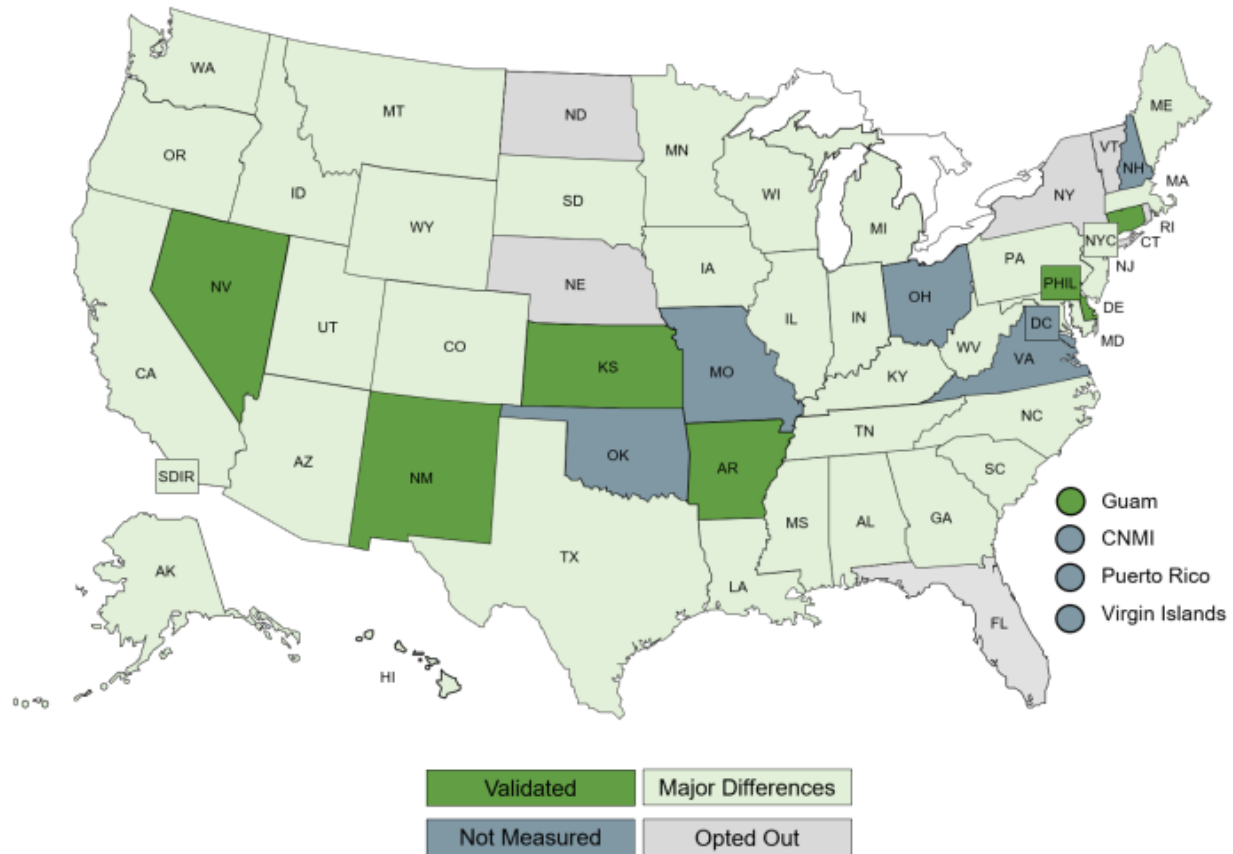 WA
MT
ND
MN
ME
VT
NH
OR
ID
SD
WI
NY
MA
WY
MI
RI
NYC
CT
IA
PA
NJ
NV
NE
PHIL
OH
DE
UT
IL
IN
DC
CO
WV
MD
CA
KS
MO
VA
KY
NC
TN
AZ
OK
SDIR
NM
AR
SC
Guam
MS
AL
GA
CNMI
TX
AK
LA
Puerto Rico
FL
Virgin Islands
HI
Validated
Major Differences
Not Measured
Opted Out